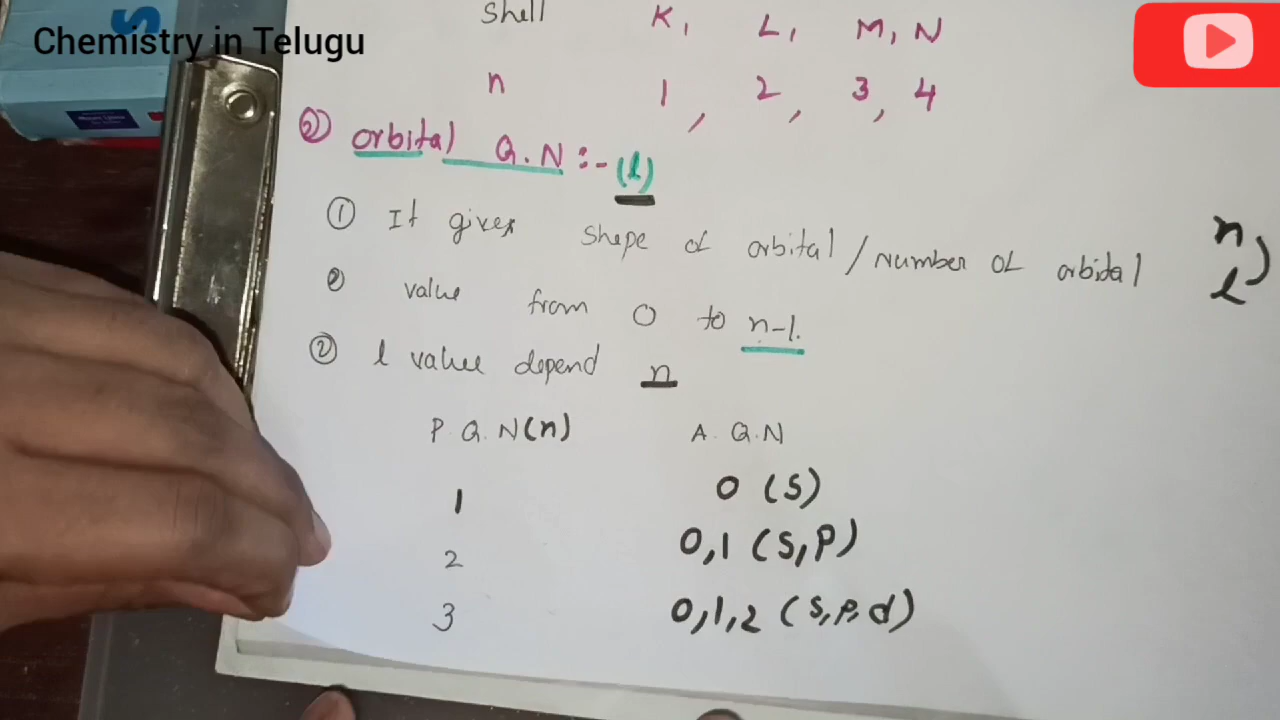 Chemistry in Telugu
Shell K, L, M, N
n 1, 2, 3, 4
② orbital Q.N :- (l)
① It gives shape of orbital / number of orbital
② value from 0 to n-1.
② l value depend n
n
l )
P. Q. N(n) A. Q.N
1 0 (s)
2 0,1 (s,p)
3 0,1,2 (s,p,d)